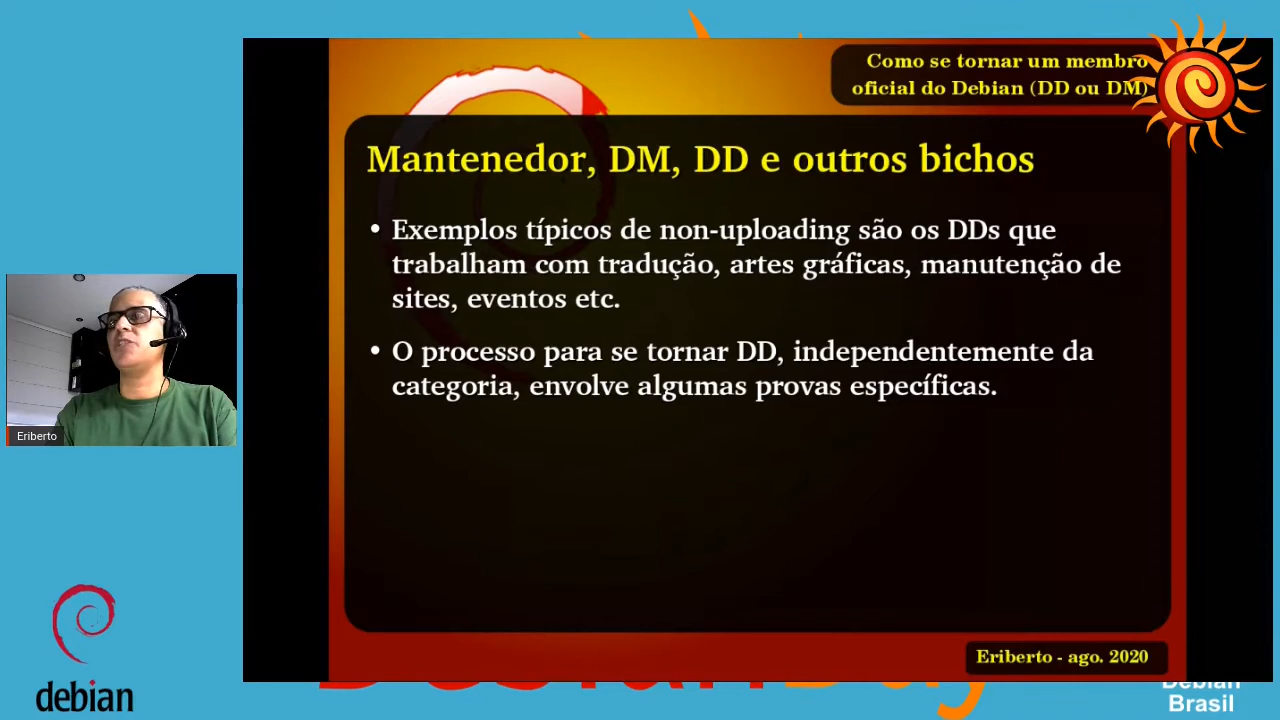 Como se tornar um membro
oficial do Debian (DD ou DM)
Mantenedor, DM, DD e outros bichos
• Exemplos típicos de non-uploading são os DDs que
trabalham com tradução, artes gráficas, manutenção de
sites, eventos etc.
• O processo para se tornar DD, independentemente da
categoria, envolve algumas provas específicas.
Eriberto
Eriberto - ago. 2020
debian
Debian
Brasil